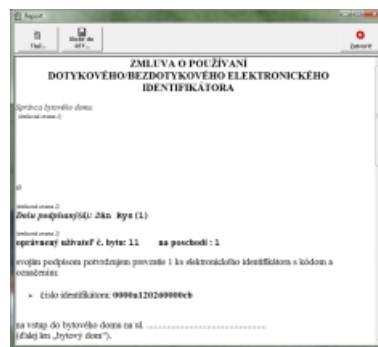 Report
Tlač...
Uložiť do
RTF...
Zatvoriť
ZMLUVA O POUŽÍVANÍ
DOTYKOVÉHO/BEZDOTYKOVÉHO ELEKTRONICKÉHO
IDENTIFIKÁTORA
Správca bytového domu:
(zmluvná strana 1)
a
(zmluvná strana 2)
Dolu podpísaný(á): Ján Rys (1)
(zmluvná strana 2)
oprávnený užívateľ č. bytu: 11 na poschodí : 1
svojím podpisom potvrdzujem prevzatie 1 ks elektronického identifikátora s kódom a
označením:
> číslo identifikátora: 0000a120260000cb
na vstup do bytového domu na ul. ........................................
(ďalej len „bytový dom").